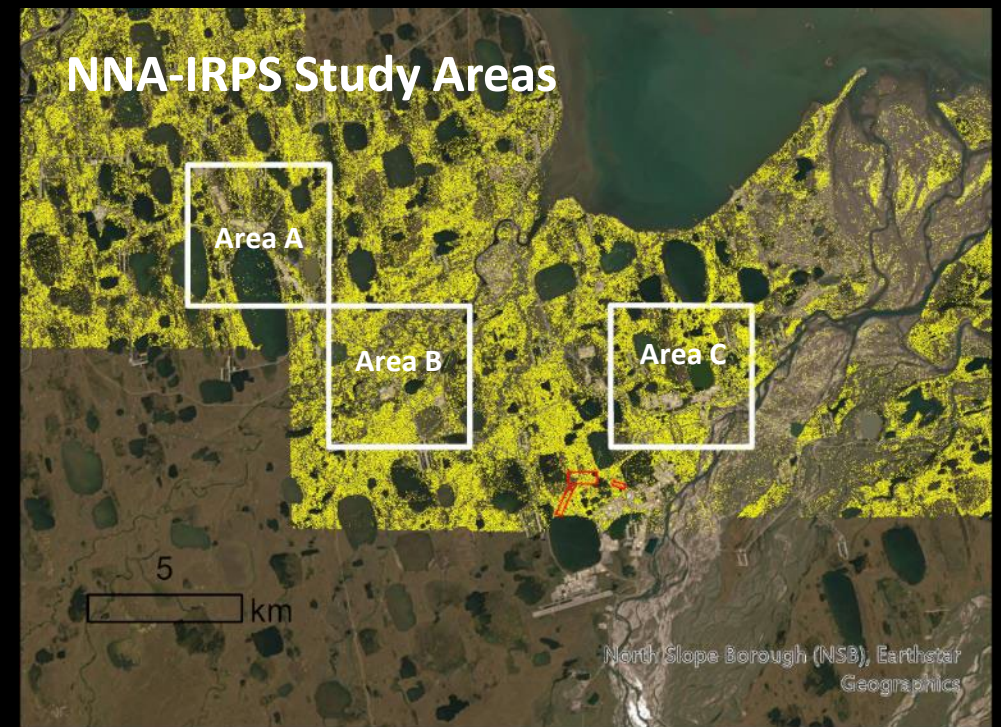 NNA-IRPS Study Areas
Area A
Area B
Area C
5
km
North Slope Borough (NSB), Earthstar
Geographics